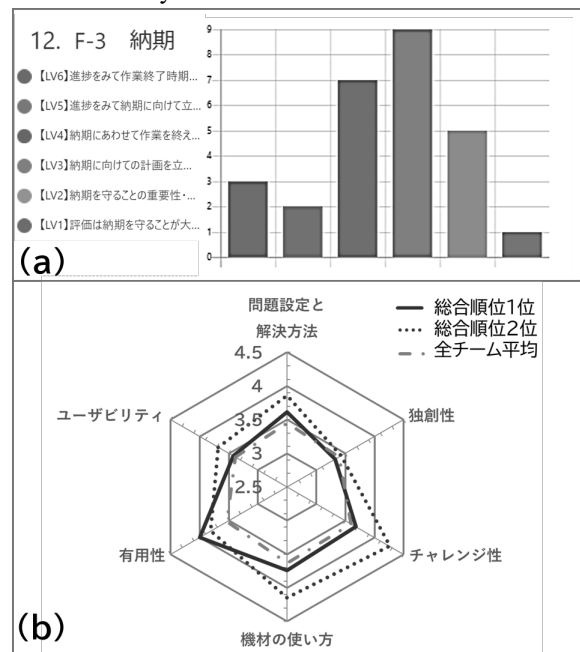 12. F-3 納期
【LV6】進捗をみて作業終了時期...
【LV5】進捗をみて納期に向けて立...
【LV4】納期にあわせて作業を終え...
【LV3】納期に向けての計画を立...
【LV2】納期を守ることの重要性・...
【LV1】評価は納期を守ることが大...
9
8
7
6
5
4
3
2
1
0
(a)
問題設定と
解決方法
総合順位1位
総合順位2位
全チーム平均
4.5
4
3.5
3
2.5
ユーザビリティ
独創性
有用性
チャレンジ性
機材の使い方
(b)